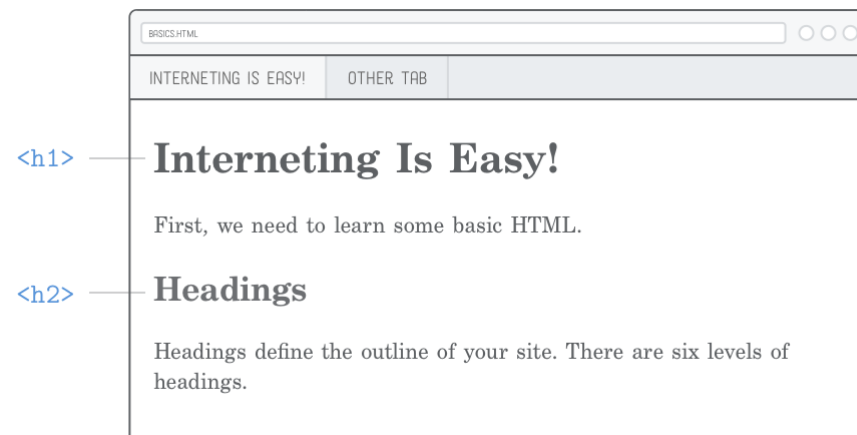 BASICS.HTML
INTERNETING IS EASY! OTHER TAB
<h1> Interneting Is Easy!
First, we need to learn some basic HTML.
<h2> Headings
Headings define the outline of your site. There are six levels of
headings.